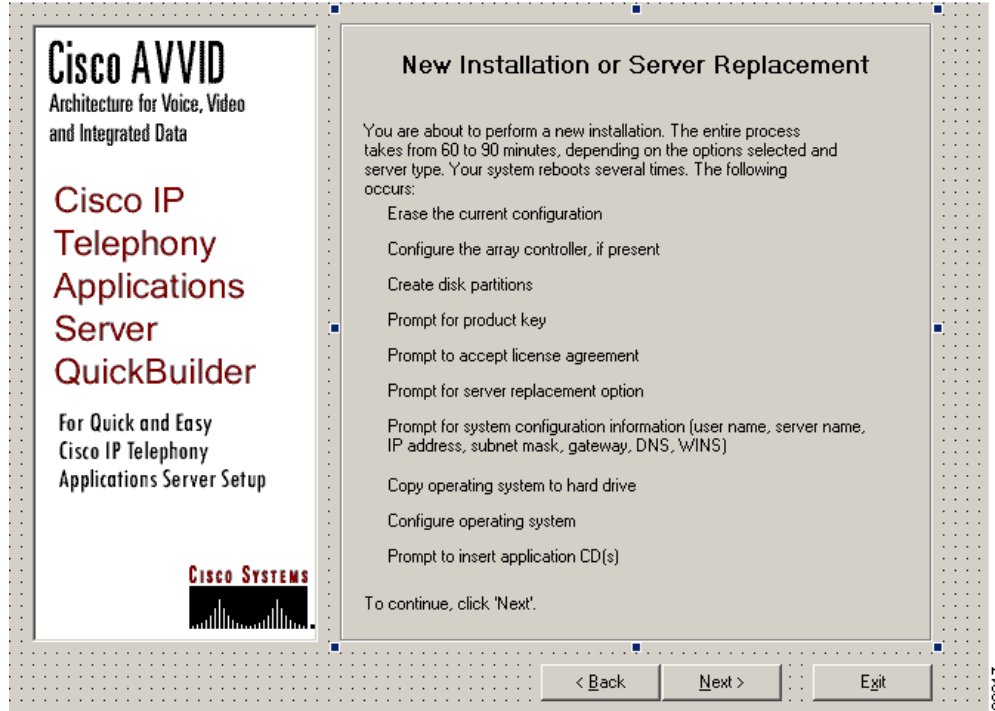 Cisco AVVID
Architecture for Voice, Video
and Integrated Data
Cisco IP
Telephony
Applications
Server
QuickBuilder
For Quick and Easy
Cisco IP Telephony
Applications Server Setup
CISCO SYSTEMS
New Installation or Server Replacement
You are about to perform a new installation. The entire process
takes from 60 to 90 minutes, depending on the options selected and
server type. Your system reboots several times. The following
occurs:
Erase the current configuration
Configure the array controller, if present
Create disk partitions
Prompt for product key
Prompt to accept license agreement
Prompt for server replacement option
Prompt for system configuration information (user name, server name,
IP address, subnet mask, gateway, DNS, WINS)
Copy operating system to hard drive
Configure operating system
Prompt to insert application CD(s)
To continue, click 'Next'.
< Back
Next >
Exit